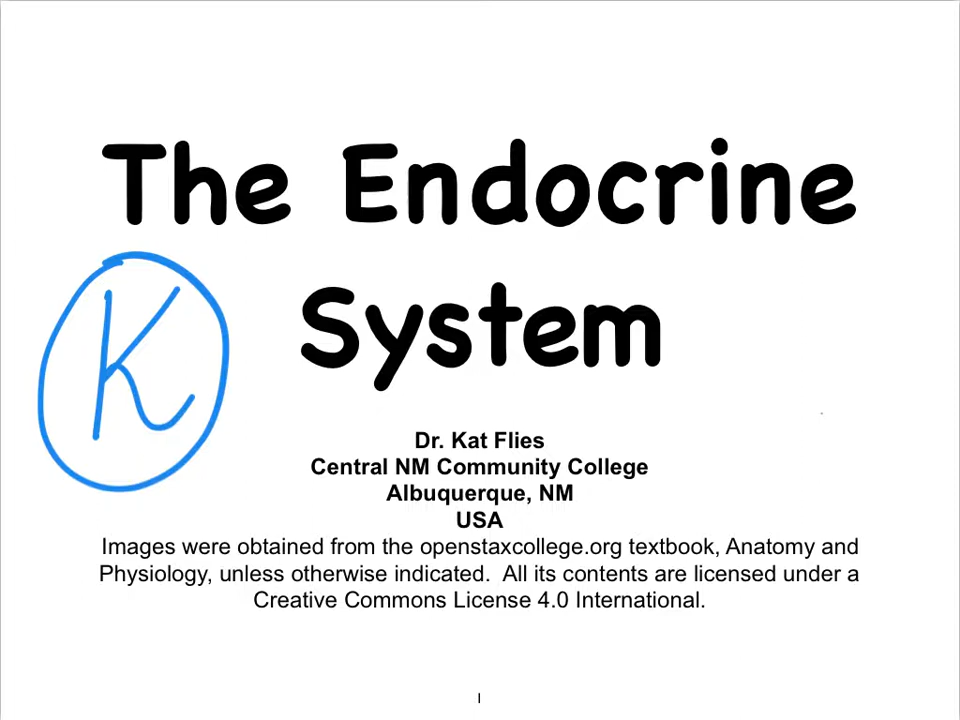 The Endocrine
System
K
Dr. Kat Flies
Central NM Community College
Albuquerque, NM
USA
Images were obtained from the openstaxcollege.org textbook, Anatomy and
Physiology, unless otherwise indicated.  All its contents are licensed under a
Creative Commons License 4.0 International.
1